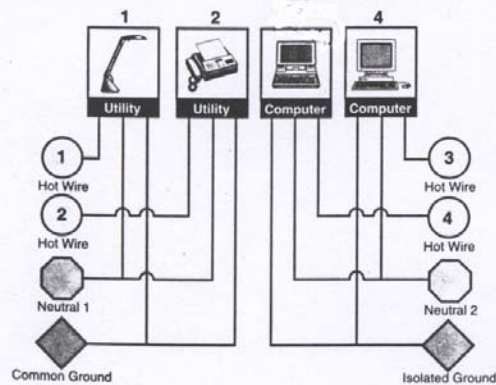 1 2 4
Utility Utility Computer Computer
1
Hot Wire
3
Hot Wire
2
Hot Wire
4
Hot Wire
Neutral 1
Neutral 2
Common Ground
Isolated Ground